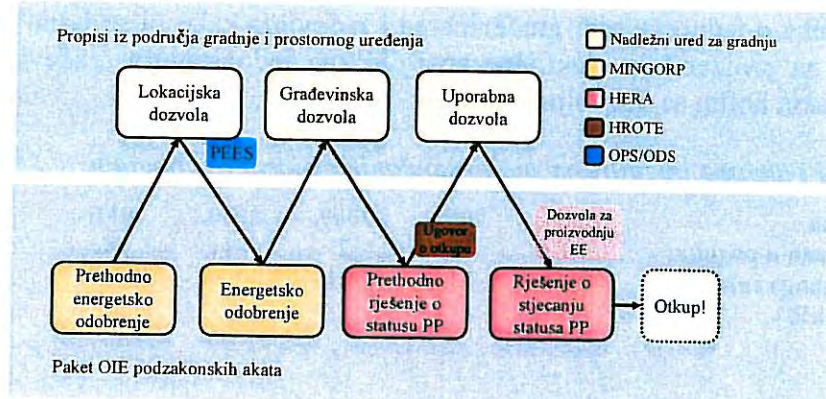 Propisi iz područja gradnje i prostornog uređenja
Nadležni ured za gradnju
MINGORP
HERA
HROTE
OPS/ODS
Lokacijska
dozvola
Građevinska
dozvola
Uporabna
dozvola
PEES
Ugovor
o otkupu
Dozvola za
proizvodnju
EE
Prethodno
energetsko
odobrenje
Energetsko
odobrenje
Prethodno
rješenje o
statusu PP
Rješenje o
stjecanju
statusa PP
Otkup!
Paket OIE podzakonskih akata